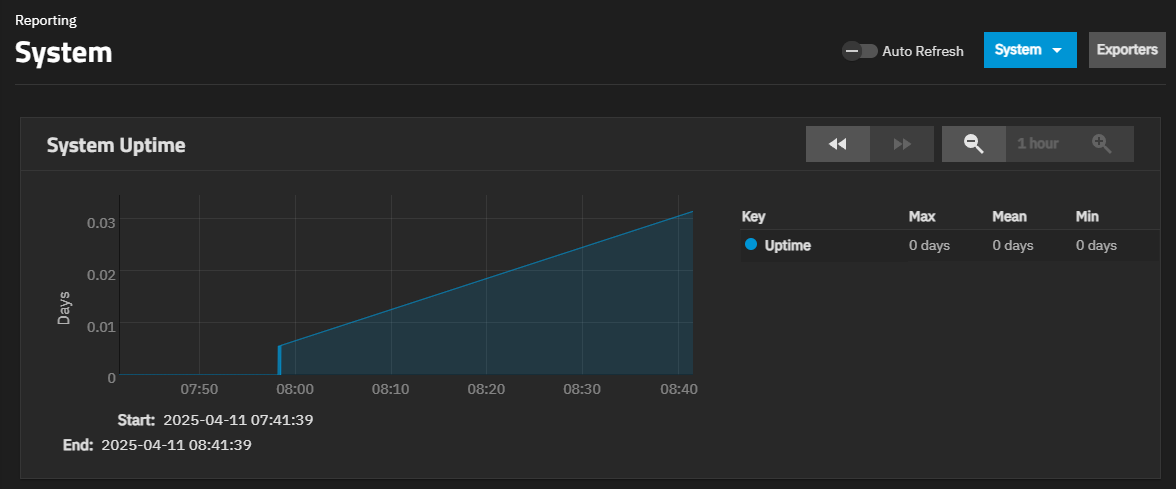 Reporting
System
Auto Refresh
System
Exporters
System Uptime
1 hour
0.03
0.02
0.01
0
Days
07:50 08:00 08:10 08:20 08:30 08:40
Start: 2025-04-11 07:41:39
End: 2025-04-11 08:41:39
Key Max Mean Min
Uptime 0 days 0 days 0 days